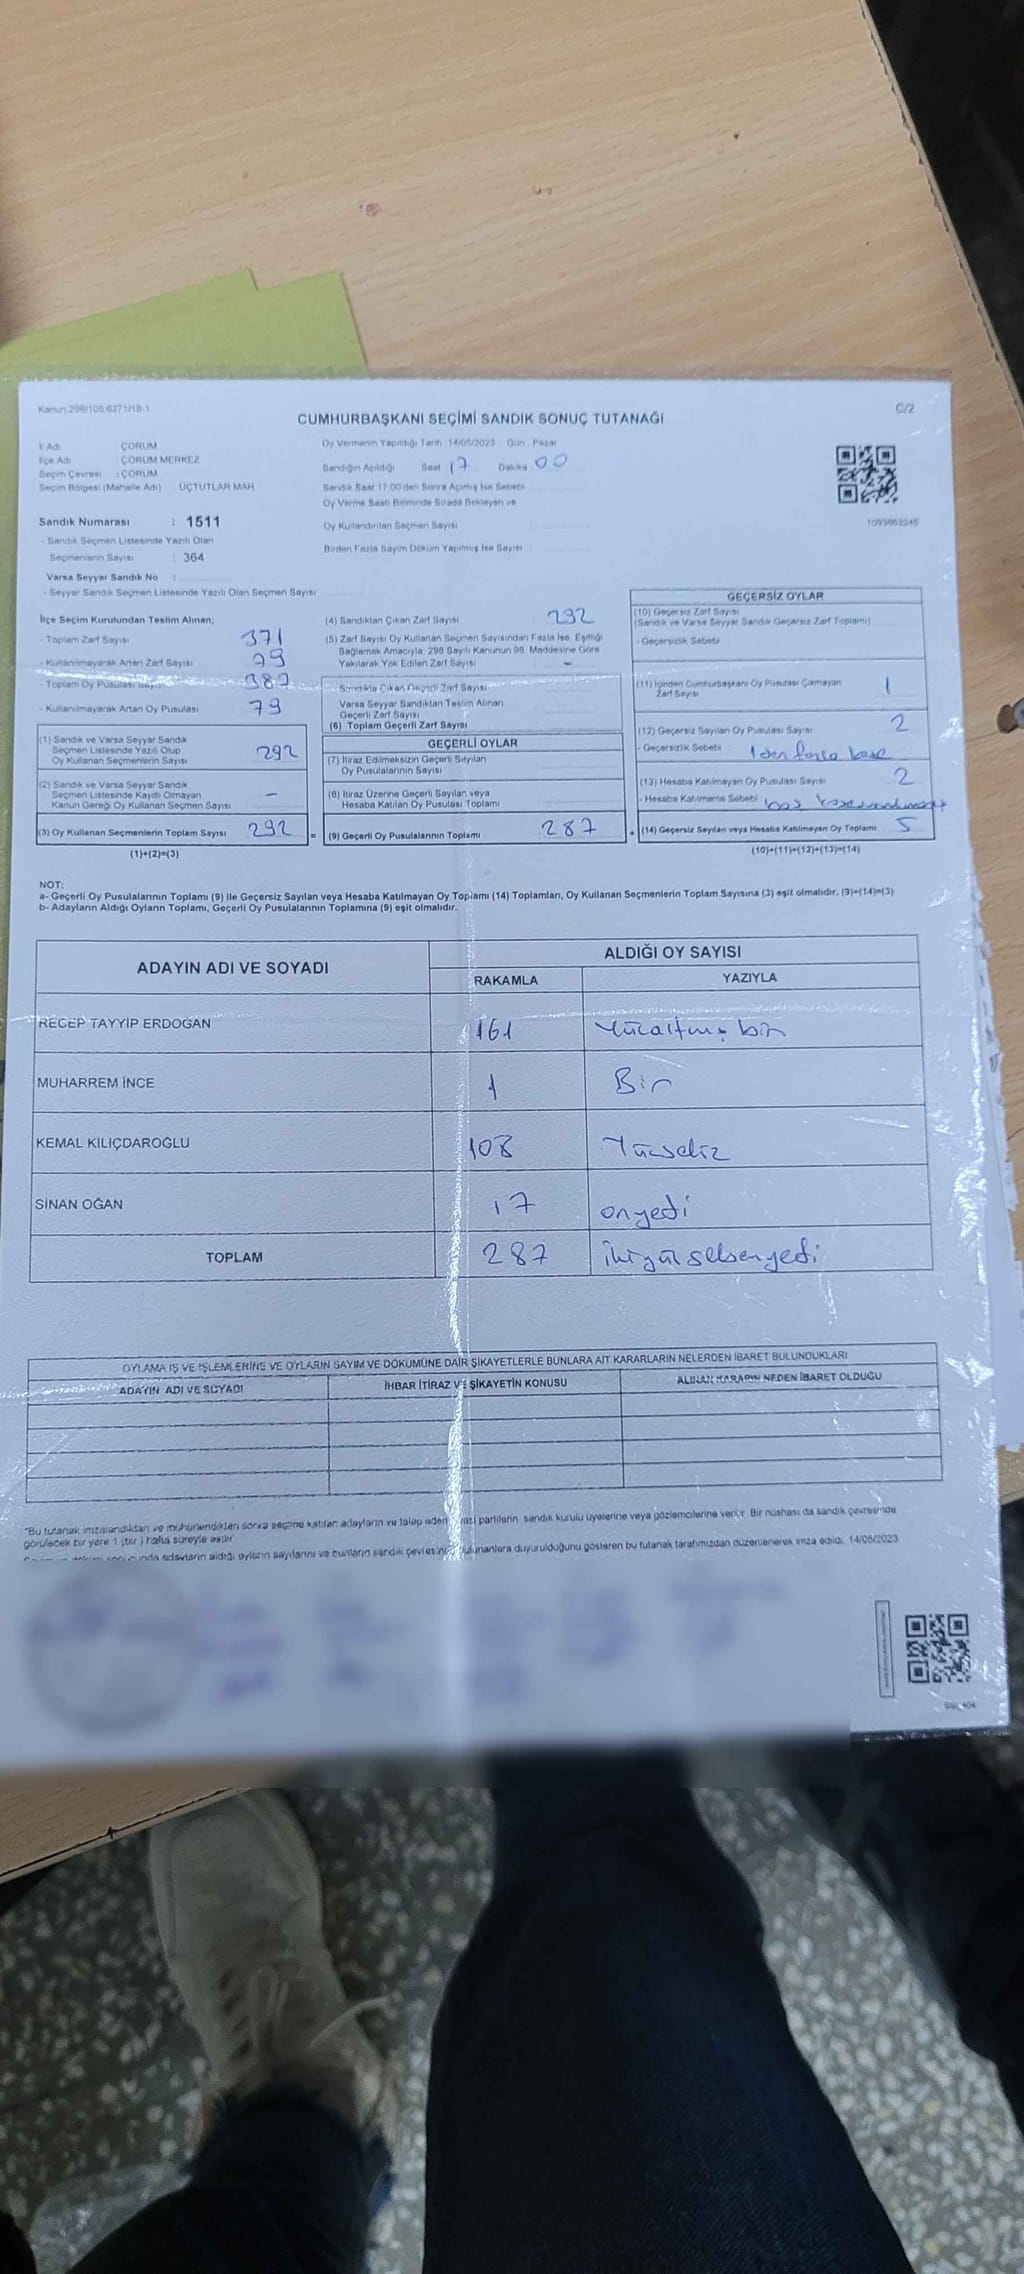 Kanun:298/105;6271/18-1
C/2
CUMHURBAŞKANI SEÇİMİ SANDIK SONUÇ TUTANAĞI
İl Adı : ÇORUM
İlçe Adı : ÇORUM MERKEZ
Seçim Çevresi : ÇORUM
Seçim Bölgesi (Mahalle Adı) : ÜÇTUTLAR MAH
Oy Vermenin Yapıldığı Tarih :14/05/2023 Gün : Pazar
Sandığın Açıldığı Saat 17 Dakika 00
Sandık Saat 17:00'den Sonra Açılmış İse Sebebi
Oy Verme Saati Bitiminde Sırada Bekleyen ve
Oy Kullandırılan Seçmen Sayısı
Birden Fazla Sayım Döküm Yapılmış İse Sayısı :
1093863245
Sandık Numarası : 1511
- Sandık Seçmen Listesinde Yazılı Olan
Seçmenlerin Sayısı : 364
Varsa Seyyar Sandık No :
- Seyyar Sandık Seçmen Listesinde Yazılı Olan Seçmen Sayısı:
İlçe Seçim Kurulundan Teslim Alınan;
- Toplam Zarf Sayısı 371
- Kullanılmayarak Artan Zarf Sayısı 79
- Toplam Oy Pusulası Sayısı 387
- Kullanılmayarak Artan Oy Pusulası 79
(1) Sandık ve Varsa Seyyar Sandık
Seçmen Listesinde Yazılı Olup
Oy Kullanan Seçmenlerin Sayısı 292
(2) Sandık ve Varsa Seyyar Sandık
Seçmen Listesinde Kayıtlı Olmayan
Kanun Gereği Oy Kullanan Seçmen Sayısı -
(3) Oy Kullanan Seçmenlerin Toplam Sayısı 292
(1)+(2)=(3)
(4) Sandıktan Çıkan Zarf Sayısı : 292
(5) Zarf Sayısı Oy Kullanan Seçmen Sayısından Fazla İse, Eşitliği
Sağlamak Amacıyla, 298 Sayılı Kanunun 98. Maddesine Göre
Yakılarak Yok Edilen Zarf Sayısı -
Sandıkta Çıkan Geçerli Zarf Sayısı
Varsa Seyyar Sandıktan Teslim Alınan
Geçerli Zarf Sayısı
(6) Toplam Geçerli Zarf Sayısı
GEÇERLİ OYLAR
(7) İtiraz Edilmeksizin Geçerli Sayılan
Oy Pusulalarının Sayısı
(8) İtiraz Üzerine Geçerli Sayılan veya
Hesaba Katılan Oy Pusulası Toplamı
= (9) Geçerli Oy Pusulalarının Toplamı 287
GEÇERSİZ OYLAR
(10) Geçersiz Zarf Sayısı
(Sandık ve Varsa Seyyar Sandık Geçersiz Zarf Toplamı)
- Geçersizlik Sebebi
(11) İçinden Cumhurbaşkanı Oy Pusulası Çıkmayan
Zarf Sayısı 1
(12) Geçersiz Sayılan Oy Pusulası Sayısı 2
- Geçersizlik Sebebi : 1 den fazla
(13) Hesaba Katılmayan Oy Pusulası Sayısı 2
- Hesaba Katılmama Sebebi
+ (14) Geçersiz Sayılan veya Hesaba Katılmayan Oy Toplamı 5
(10)+(11)+(12)+(13)=(14)
NOT:
a- Geçerli Oy Pusulalarının Toplamı (9) ile Geçersiz Sayılan veya Hesaba Katılmayan Oy Toplamı (14) Toplamları, Oy Kullanan Seçmenlerin Toplam Sayısına (3) eşit olmalıdır. (9)+(14)=(3)
b- Adayların Aldığı Oyların Toplamı, Geçerli Oy Pusulalarının Toplamına (9) eşit olmalıdır.
ADAYIN ADI VE SOYADI
ALDIĞI OY SAYISI
RAKAMLA YAZIYLA
RECEP TAYYİP ERDOĞAN 161 Yüzaltmış bir
MUHARREM İNCE 1 Bir
KEMAL KILIÇDAROĞLU 108 Yüzsekiz
SİNAN OĞAN 17 onyedi
TOPLAM 287 ikiyüzseksenyedi
OYLAMA İŞ VE İŞLEMLERİNE VE OYLARIN SAYIM VE DÖKÜMÜNE DAİR ŞİKAYETLERLE BUNLARA AİT KARARLARIN NELERDEN İBARET BULUNDUKLARI
ADAYIN ADI VE SOYADI İHBAR İTİRAZ VE ŞİKAYETİN KONUSU ALINAN KARARIN NEDEN İBARET OLDUĞU
*Bu tutanak imzalandıktan ve mühürlendikten sonra seçime katılan adayların ve talep eden siyasi partilerin sandık kurulu üyelerine veya gözlemcilerine verilir. Bir nüshası da sandık çevresinde
görülecek bir yere 1 (bir) hafta süreyle asılır.
sonucunda adayların aldığı oyların sayılarını ve bunların sandık çevresinde bulunanlara duyurulduğunu gösteren bu tutanak tarafımızdan düzenlenerek imza edildi. 14/05/2023